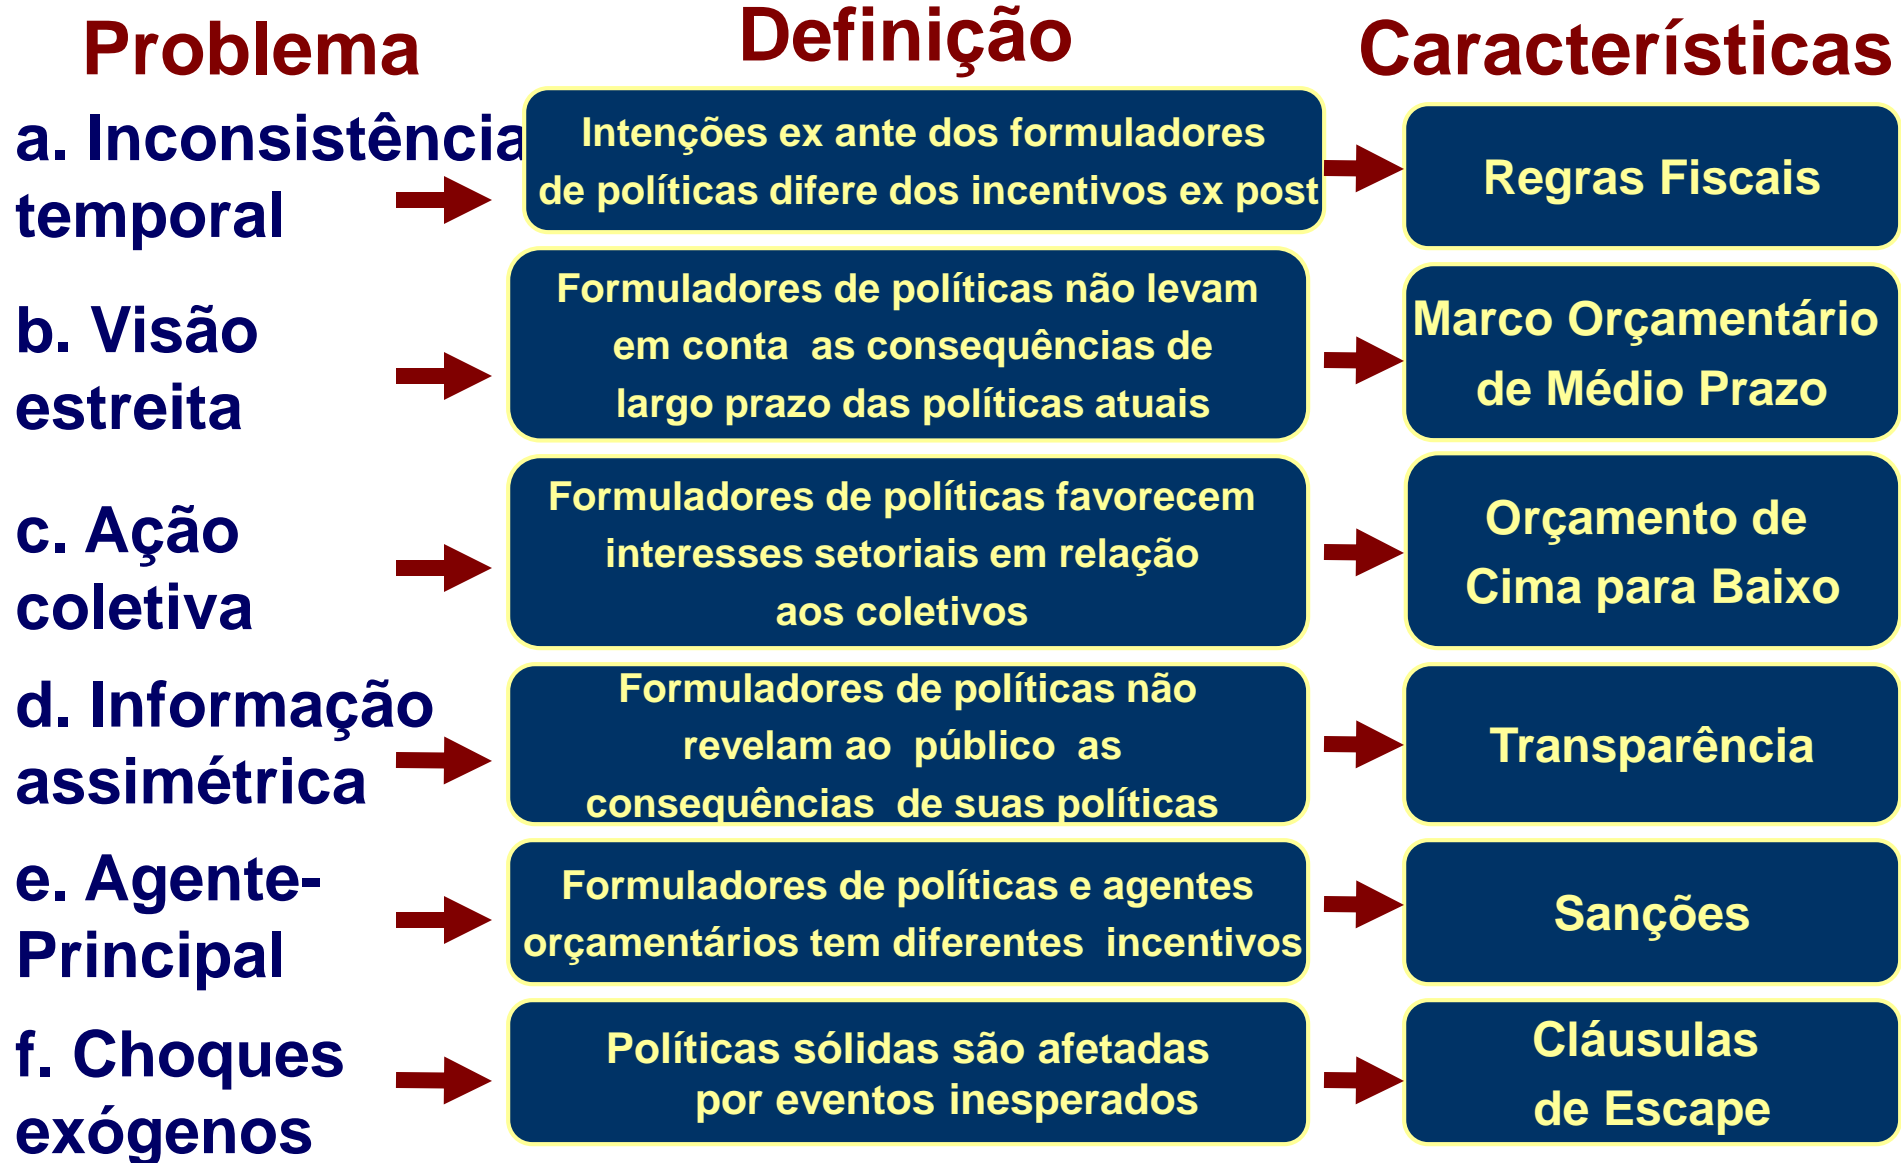 Problema
Definição
Características
a. Inconsistência
temporal
Intenções ex ante dos formuladores
de políticas difere dos incentivos ex post
Regras Fiscais
b. Visão
estreita
Formuladores de políticas não levam
em conta as consequências de
largo prazo das políticas atuais
Marco Orçamentário
de Médio Prazo
c. Ação
coletiva
Formuladores de políticas favorecem
interesses setoriais em relação
aos coletivos
Orçamento de
Cima para Baixo
d. Informação
assimétrica
Formuladores de políticas não
revelam ao público as
consequências de suas políticas
Transparência
e. Agente-
Principal
Formuladores de políticas e agentes
orçamentários tem diferentes incentivos
Sanções
f. Choques
exógenos
Políticas sólidas são afetadas
por eventos inesperados
Cláusulas
de Escape